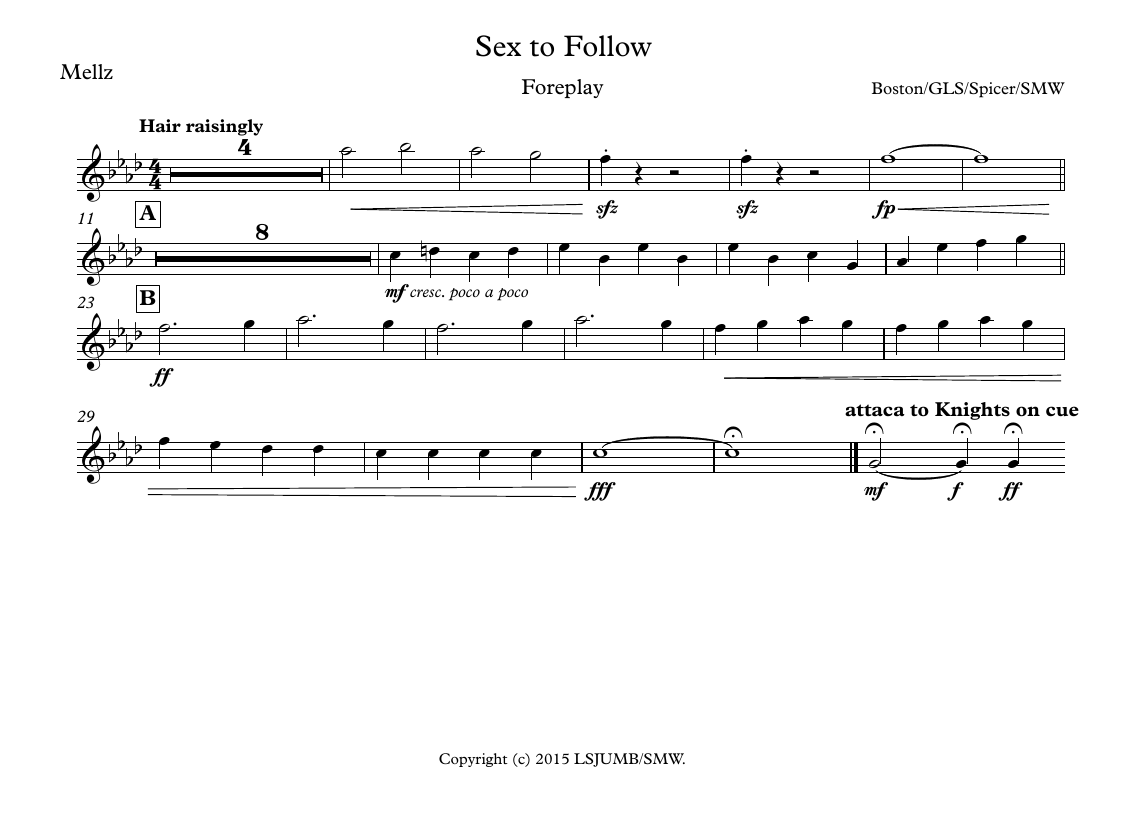 Sex to Follow
Mellz
Foreplay
Boston/GLS/Spicer/SMW
Hair raisingly
4
4
4
sfz
sfz
fp
11
A
8
mf cresc. poco a poco
23
B
ff
attaca to Knights on cue
29
fff
mf
f
ff
Copyright (c) 2015 LSJUMB/SMW.